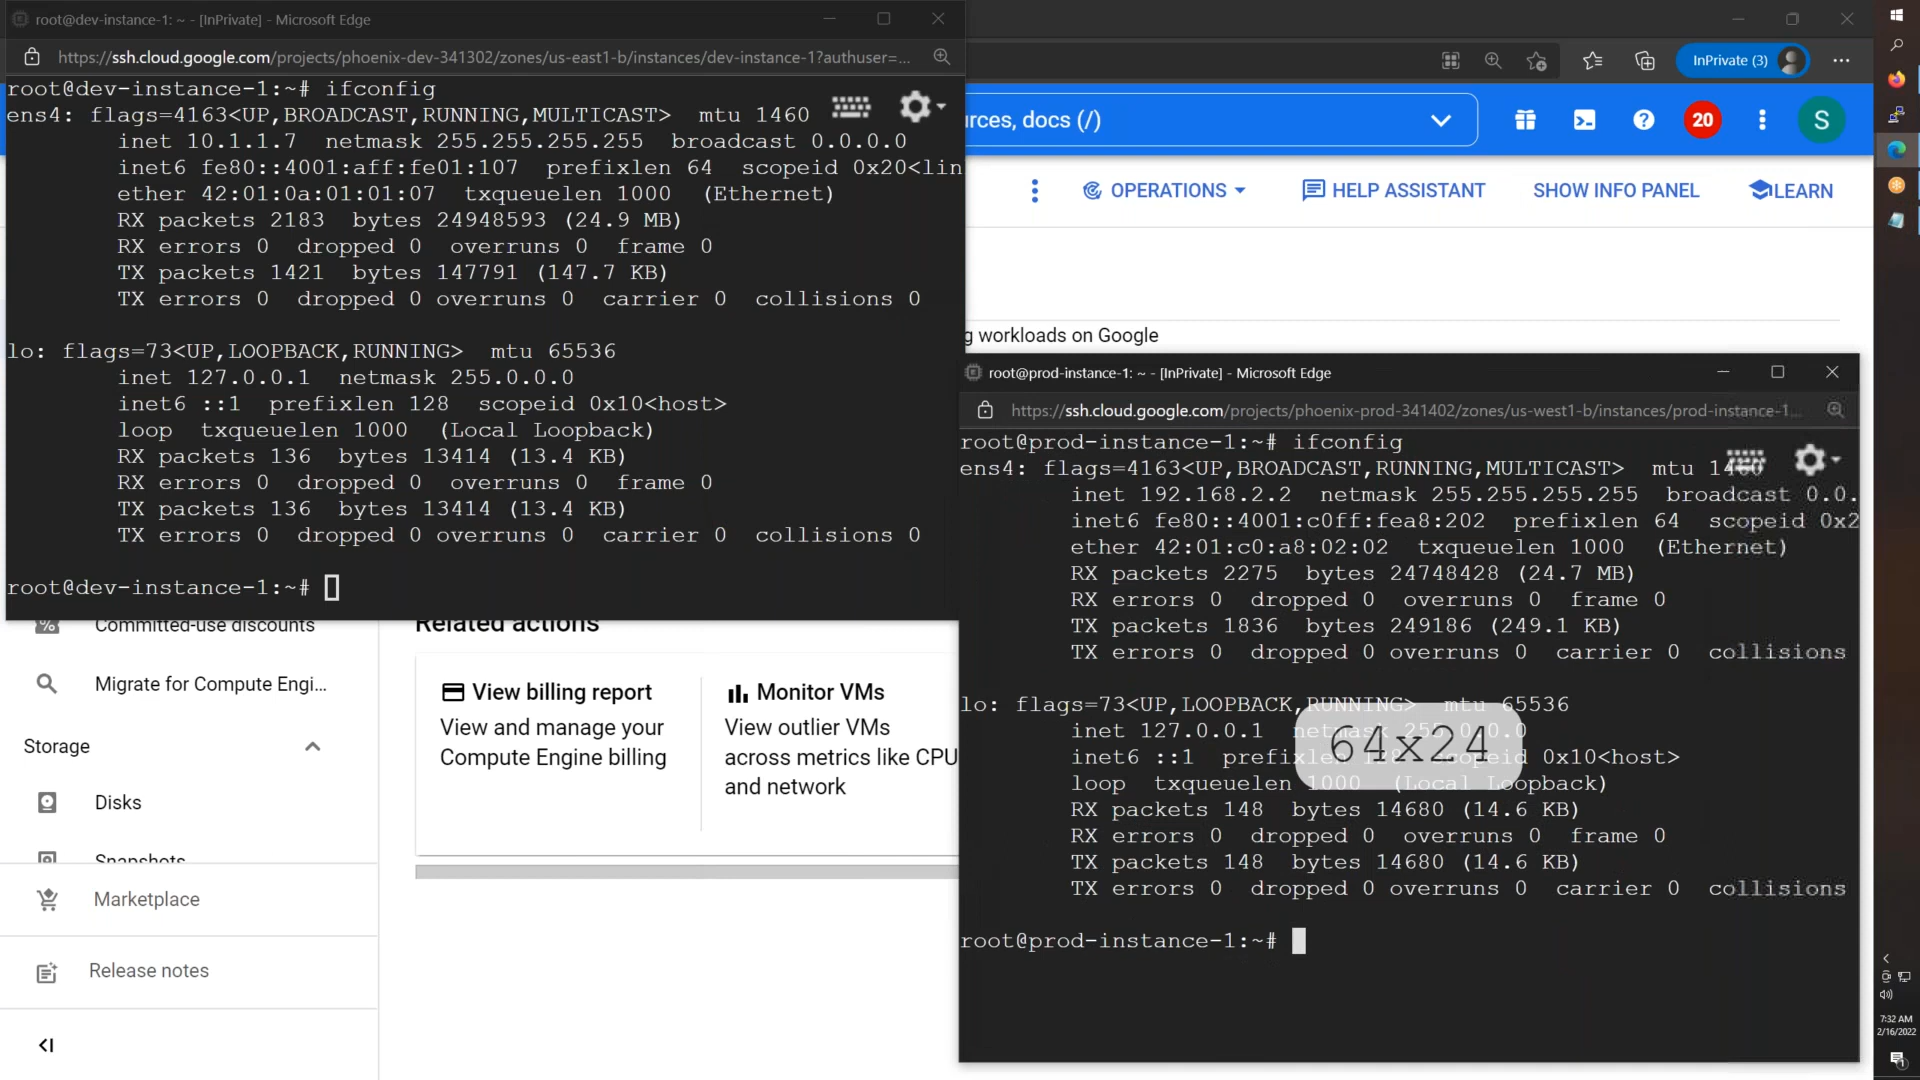 root@dev-instance-1: ~ - [InPrivate] - Microsoft Edge
https://ssh.cloud.google.com/projects/phoenix-dev-341302/zones/us-east1-b/instances/dev-instance-1?authuser=...
root@dev-instance-1:~# ifconfig
ens4: flags=4163<UP,BROADCAST,RUNNING,MULTICAST>  mtu 1460
inet 10.1.1.7  netmask 255.255.255.255  broadcast 0.0.0.0
inet6 fe80::4001:aff:fe01:107  prefixlen 64  scopeid 0x20<lin
ether 42:01:0a:01:01:07  txqueuelen 1000  (Ethernet)
RX packets 2183  bytes 24948593 (24.9 MB)
RX errors 0  dropped 0  overruns 0  frame 0
TX packets 1421  bytes 147791 (147.7 KB)
TX errors 0  dropped 0 overruns 0  carrier 0  collisions 0
lo: flags=73<UP,LOOPBACK,RUNNING>  mtu 65536
inet 127.0.0.1  netmask 255.0.0.0
inet6 ::1  prefixlen 128  scopeid 0x10<host>
loop  txqueuelen 1000  (Local Loopback)
RX packets 136  bytes 13414 (13.4 KB)
RX errors 0  dropped 0  overruns 0  frame 0
TX packets 136  bytes 13414 (13.4 KB)
TX errors 0  dropped 0 overruns 0  carrier 0  collisions 0
root@dev-instance-1:~#
InPrivate (3)
rces, docs (/)
20
S
OPERATIONS
HELP ASSISTANT
SHOW INFO PANEL
LEARN
g workloads on Google
root@prod-instance-1: ~ - [InPrivate] - Microsoft Edge
https://ssh.cloud.google.com/projects/phoenix-prod-341402/zones/us-west1-b/instances/prod-instance-1...
root@prod-instance-1:~# ifconfig
ens4: flags=4163<UP,BROADCAST,RUNNING,MULTICAST>  mtu 1460
inet 192.168.2.2  netmask 255.255.255.255  broadcast 0.0.
inet6 fe80::4001:c0ff:fea8:202  prefixlen 64  scopeid 0x2
ether 42:01:c0:a8:02:02  txqueuelen 1000  (Ethernet)
RX packets 2275  bytes 24748428 (24.7 MB)
RX errors 0  dropped 0  overruns 0  frame 0
TX packets 1836  bytes 249186 (249.1 KB)
TX errors 0  dropped 0 overruns 0  carrier 0  collisions
lo: flags=73<UP,LOOPBACK,RUNNING>  mtu 65536
inet 127.0.0.1  netmask 255.0.0.0
64x24
inet6 ::1  prefixlen 128  scopeid 0x10<host>
loop  txqueuelen 1000  (Local Loopback)
RX packets 148  bytes 14680 (14.6 KB)
RX errors 0  dropped 0  overruns 0  frame 0
TX packets 148  bytes 14680 (14.6 KB)
TX errors 0  dropped 0 overruns 0  carrier 0  collisions
root@prod-instance-1:~#
Committed-use discounts
Migrate for Compute Engi...
Storage
Disks
Snapshots
Marketplace
Release notes
Related actions
View billing report
View and manage your
Compute Engine billing
Monitor VMs
View outlier VMs
across metrics like CPU
and network
7:32 AM
2/16/2022